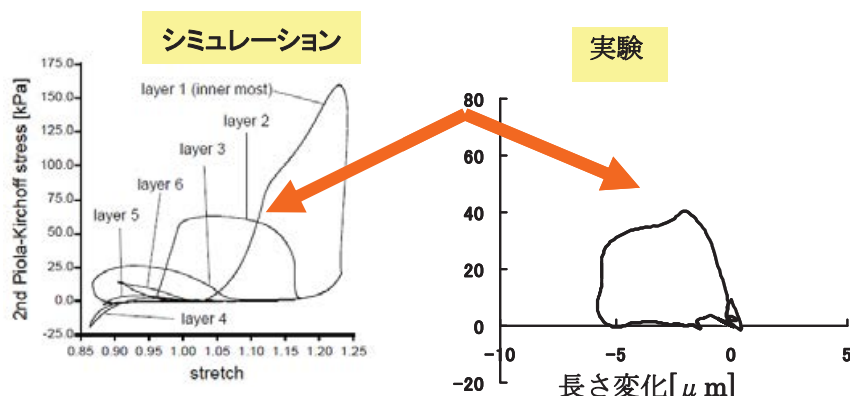 シミュレーション
175.0
150.0
125.0
100.0
75.0
50.0
25.0
0.00
-25.0
2nd Piola-Kirchoff stress [kPa]
layer 1 (inner most)
layer 2
layer 3
layer 6
layer 5
layer 4
0.85 0.90 0.95 1.00 1.05 1.10 1.15 1.20 1.25
stretch
実験
80
60
40
20
0
-20
-10 -5 0 5
長さ変化[μm]